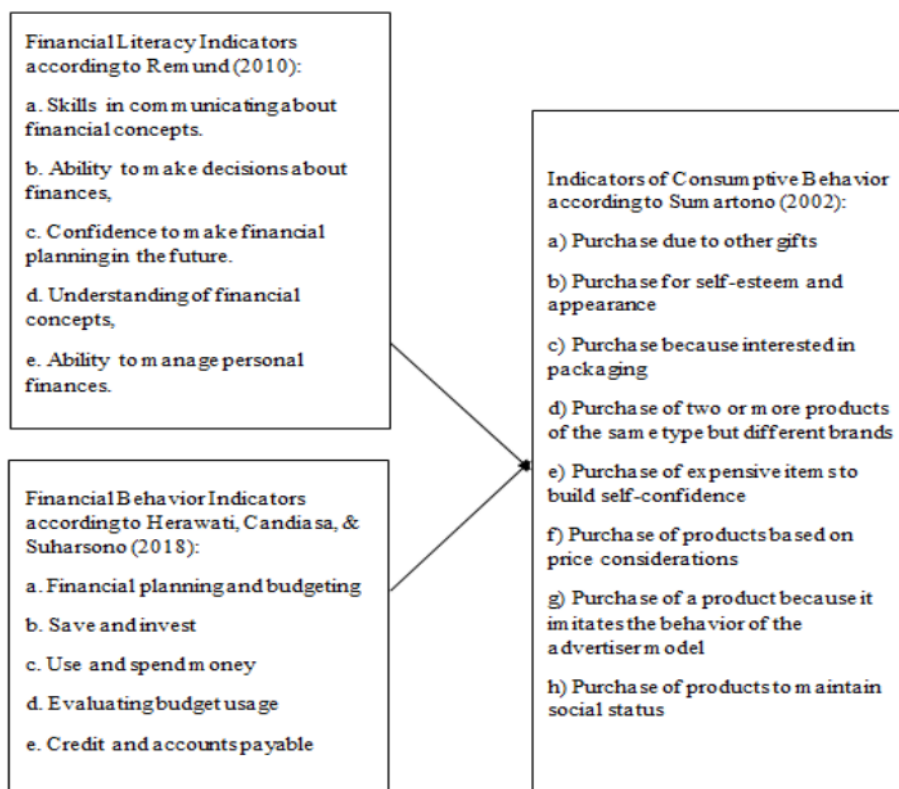 Financial Literacy Indicators
according to Remund (2010):
a. Skills in communicating about
financial concepts.
b. Ability to make decisions about
finances,
c. Confidence to make financial
planning in the future.
d. Understanding of financial
concepts,
e. Ability to manage personal
finances.
Financial Behavior Indicators
according to Herawati, Candiasa, &
Suharsono (2018):
a. Financial planning and budgeting
b. Save and invest
c. Use and spend money
d. Evaluating budget usage
e. Credit and accounts payable
Indicators of Consumptive Behavior
according to Sumartono (2002):
a) Purchase due to other gifts
b) Purchase for self-esteem and
appearance
c) Purchase because interested in
packaging
d) Purchase of two or more products
of the same type but different brands
e) Purchase of expensive items to
build self-confidence
f) Purchase of products based on
price considerations
g) Purchase of a product because it
imitates the behavior of the
advertiser model
h) Purchase of products to maintain
social status